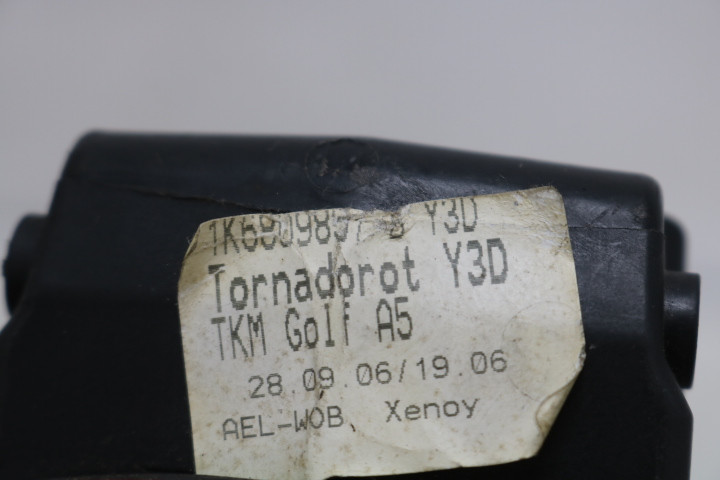 Y3D
Tornadorot Y3D
TKM Golf A5
28.09.06/19.06
AEL-WOB, Xenoy